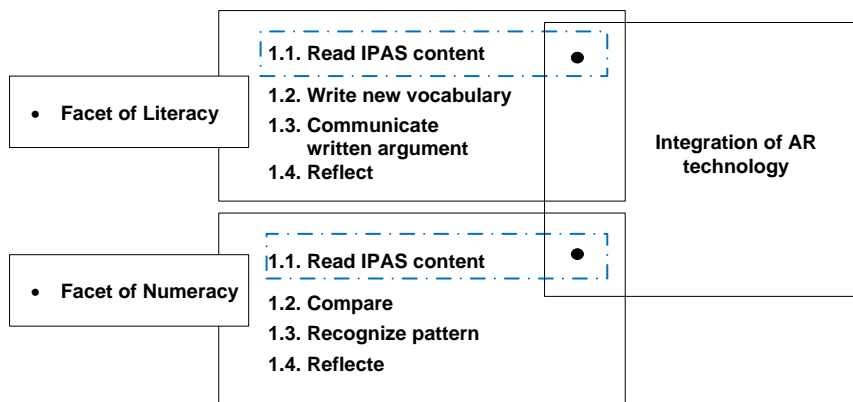 • Facet of Literacy
1.1. Read IPAS content
1.2. Write new vocabulary
1.3. Communicate
written argument
1.4. Reflect
•
Integration of AR
technology
• Facet of Numeracy
1.1. Read IPAS content
1.2. Compare
1.3. Recognize pattern
1.4. Reflecte
•